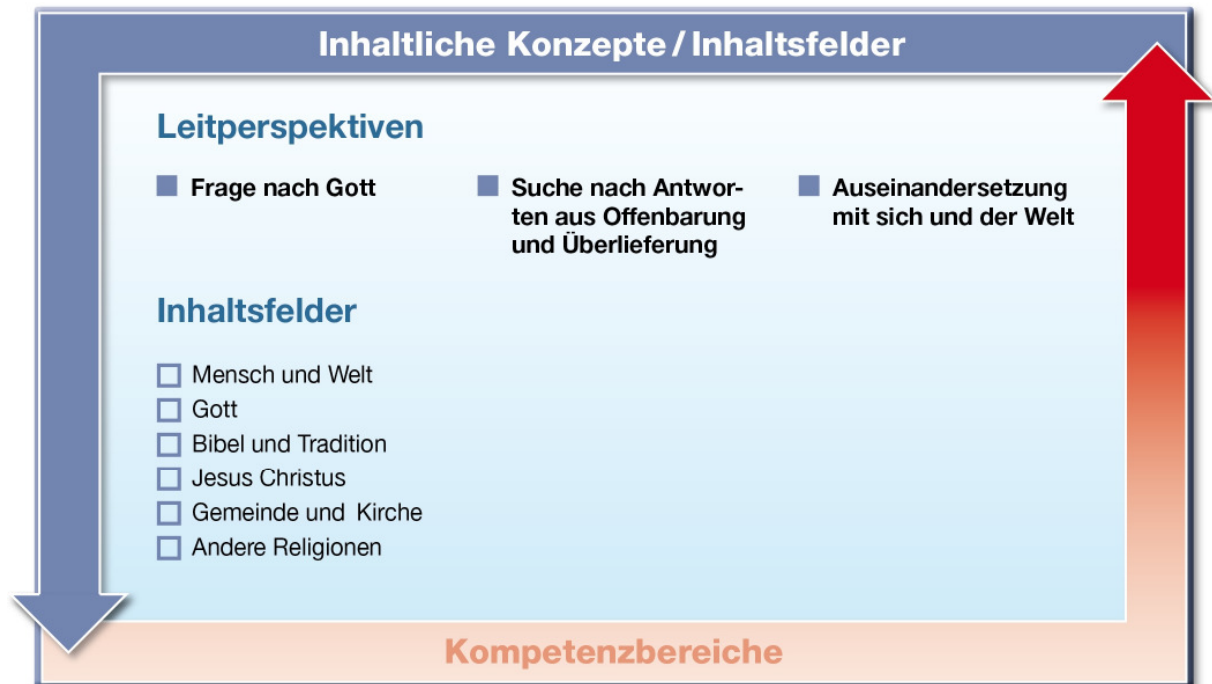 Inhaltliche Konzepte / Inhaltsfelder
Leitperspektiven
Frage nach Gott
Suche nach Antwor-
ten aus Offenbarung
und Überlieferung
Auseinandersetzung
mit sich und der Welt
Inhaltsfelder
Mensch und Welt
Gott
Bibel und Tradition
Jesus Christus
Gemeinde und Kirche
Andere Religionen
Kompetenzbereiche